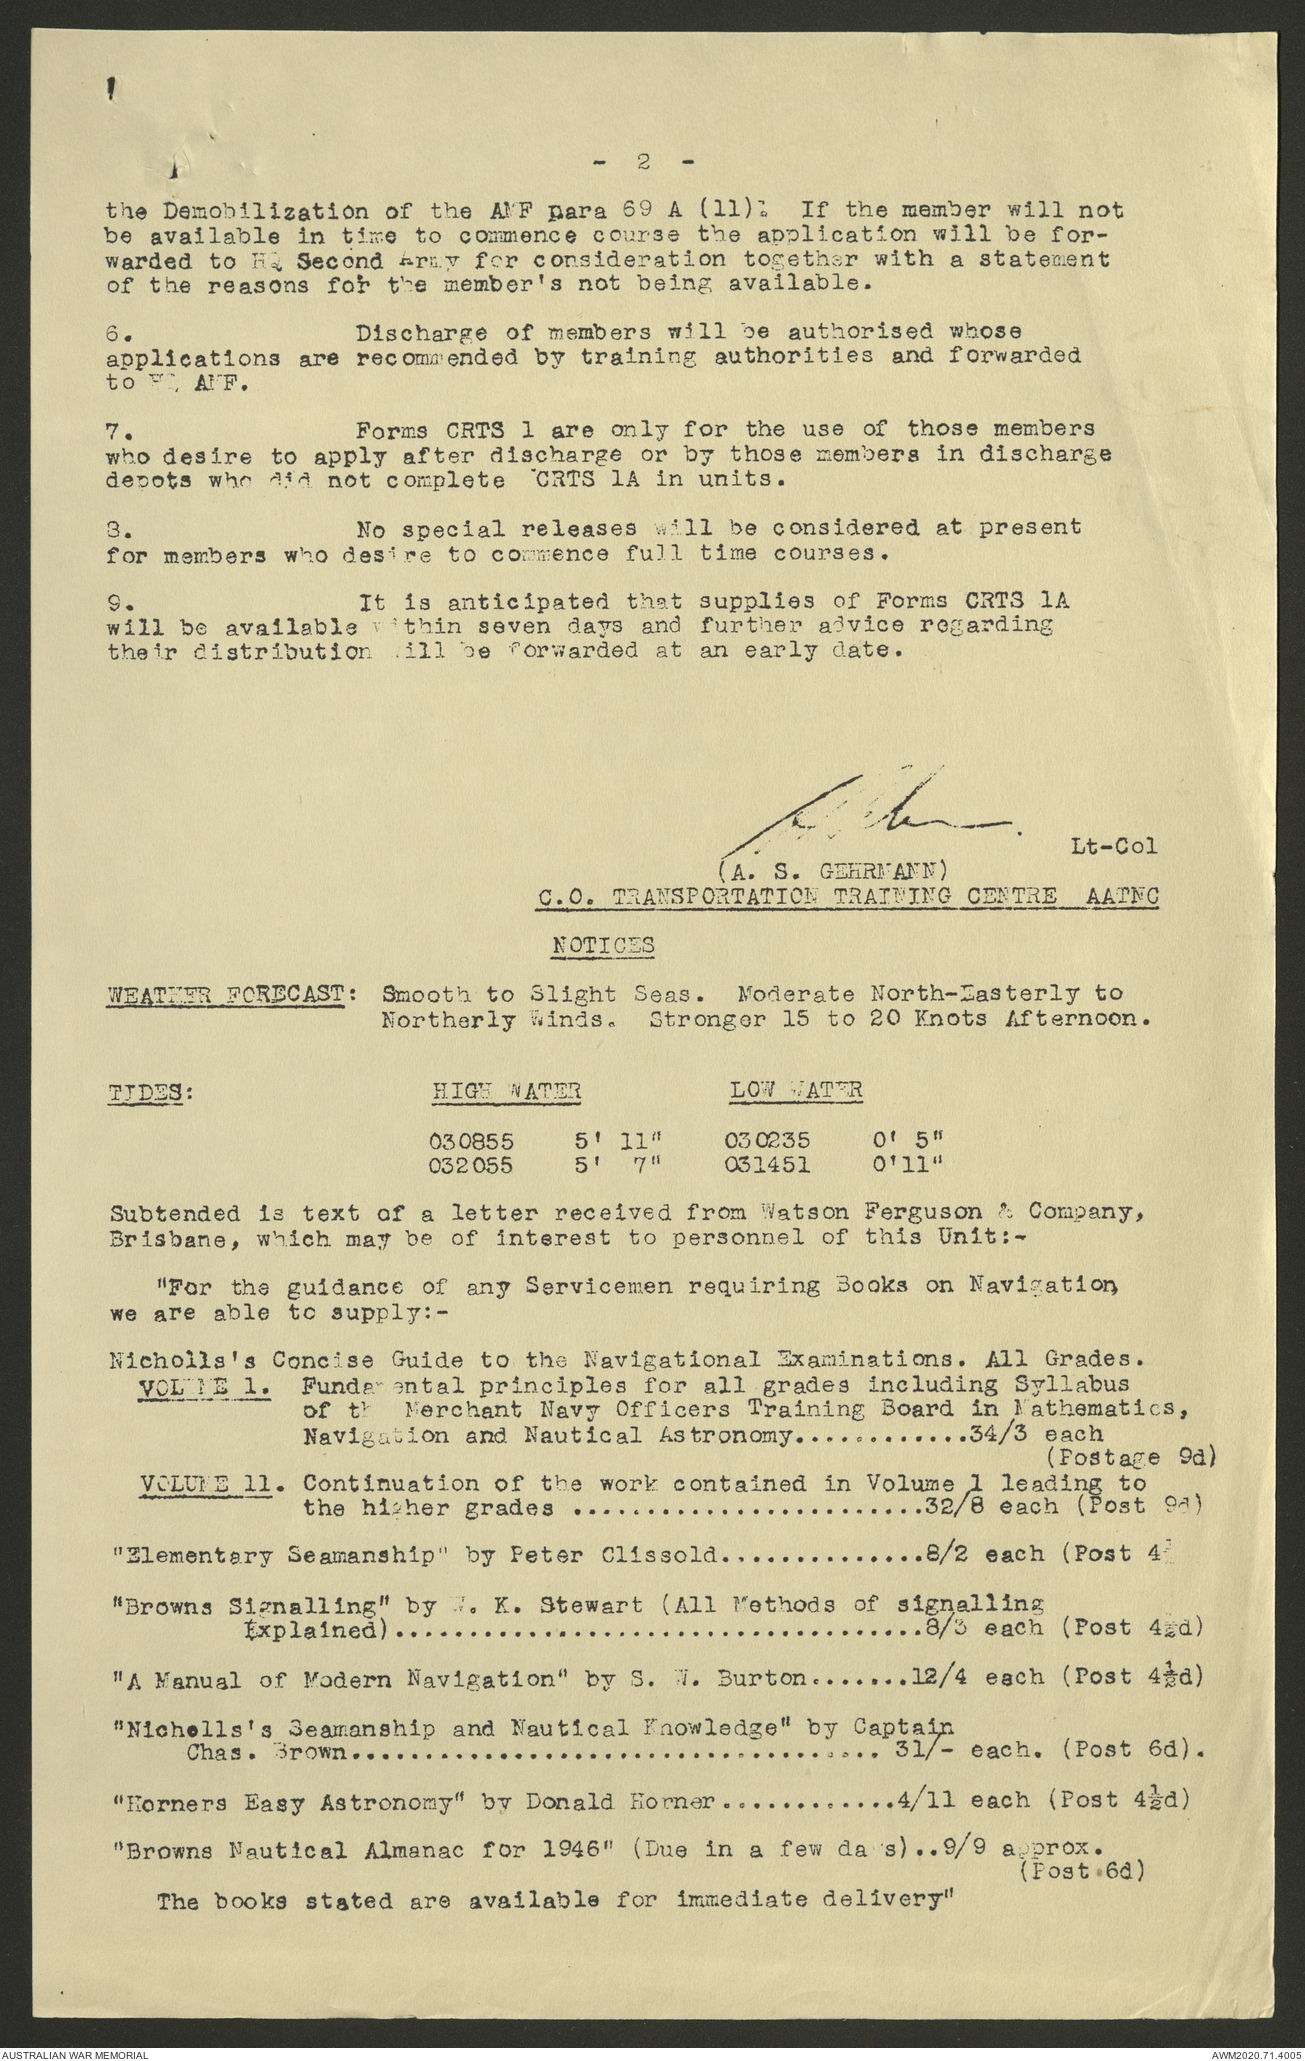 - 2 -
the Demobilization of the AMF para 69 A (11). If the member will not
be available in time to commence course the application will be for-
warded to HQ Second Army for consideration together with a statement
of the reasons for the member's not being available.
6. Discharge of members will be authorised whose
applications are recommended by training authorities and forwarded
to HQ AMF.
7. Forms CRTS 1 are only for the use of those members
who desire to apply after discharge or by those members in discharge
depots who did not complete CRTS 1A in units.
8. No special releases will be considered at present
for members who desire to commence full time courses.
9. It is anticipated that supplies of Forms CRTS 1A
will be available within seven days and further advice regarding
their distribution will be forwarded at an early date.
Lt-Col
(A. S. GEHRMANN)
C.O. TRANSPORTATION TRAINING CENTRE AATNC
NOTICES
WEATHER FORECAST: Smooth to Slight Seas. Moderate North-Easterly to
Northerly Winds. Stronger 15 to 20 Knots Afternoon.
TIDES: HIGH WATER LOW WATER
030855 5' 11" 030235 0' 5"
032055 5' 7" 031451 0'11"
Subtended is text of a letter received from Watson Ferguson & Company,
Brisbane, which may be of interest to personnel of this Unit:-
"For the guidance of any Servicemen requiring Books on Navigation,
we are able to supply:-
Nicholls's Concise Guide to the Navigational Examinations. All Grades.
VOLUME 1. Fundamental principles for all grades including Syllabus
of the Merchant Navy Officers Training Board in Mathematics,
Navigation and Nautical Astronomy............34/3 each
(Postage 9d)
VOLUME 11. Continuation of the work contained in Volume 1 leading to
the higher grades ........................32/8 each (Post 9d)
"Elementary Seamanship" by Peter Clissold..............8/2 each (Post 4½
"Browns Signalling" by W. K. Stewart (All Methods of signalling
Explained)....................................8/3 each (Post 4½d)
"A Manual of Modern Navigation" by S. W. Burton.......12/4 each (Post 4½d)
"Nicholls's Seamanship and Nautical Knowledge" by Captain
Chas. Brown.................................... 31/- each. (Post 6d).
"Horners Easy Astronomy" by Donald Horner............4/11 each (Post 4½d)
"Browns Nautical Almanac for 1946" (Due in a few days)..9/9 approx.
(Post 6d)
The books stated are available for immediate delivery"
AUSTRALIAN WAR MEMORIAL AWM2020.71.4005